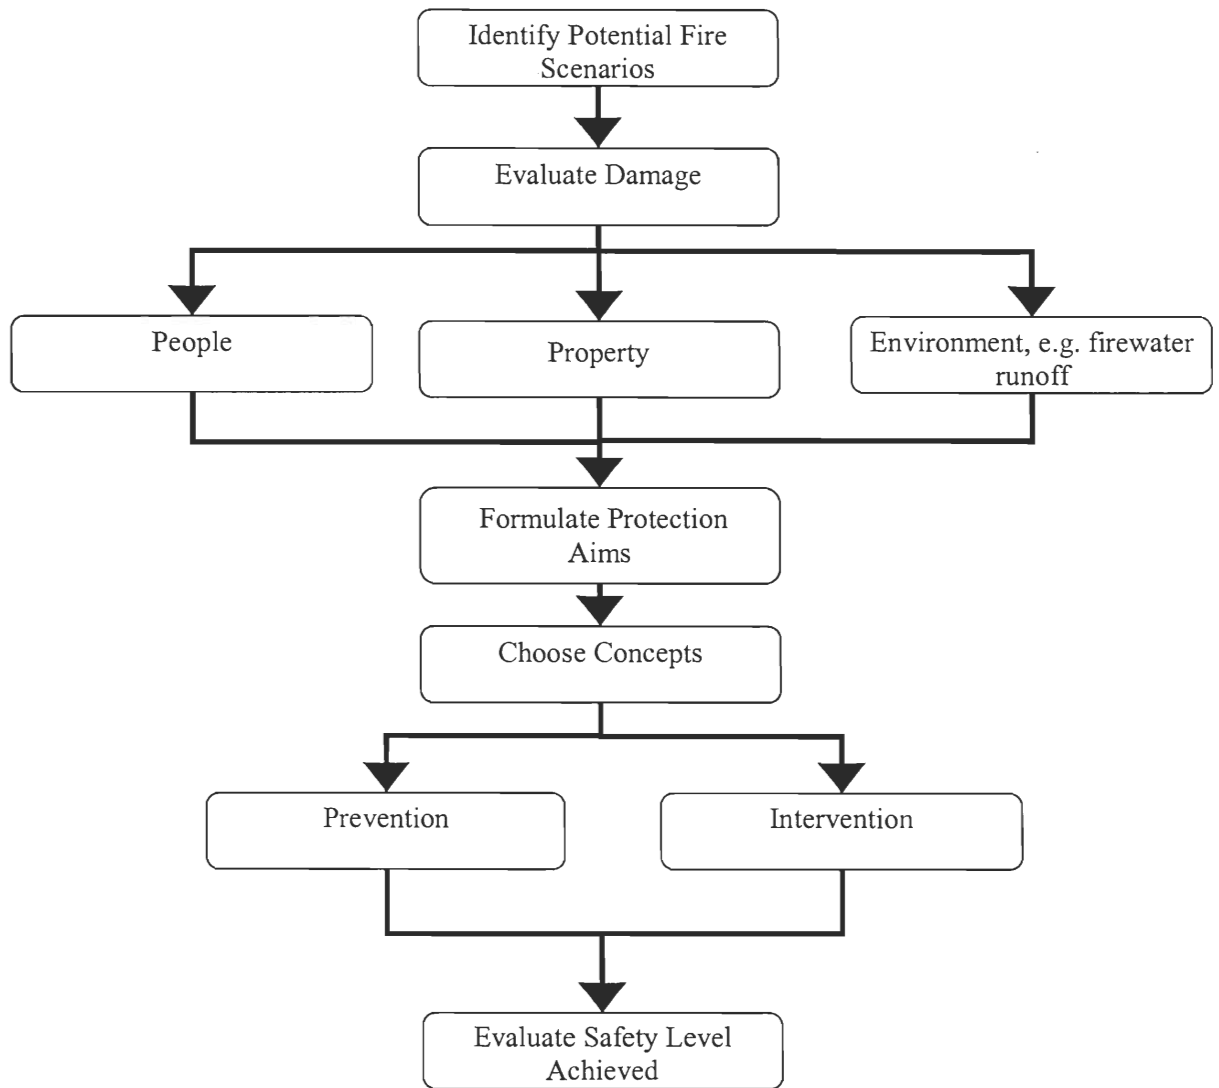 Identify Potential Fire
Scenarios
Evaluate Damage
People
Property
Environment, e.g. firewater
runoff
Formulate Protection
Aims
Choose Concepts
Prevention
Intervention
Evaluate Safety Level
Achieved